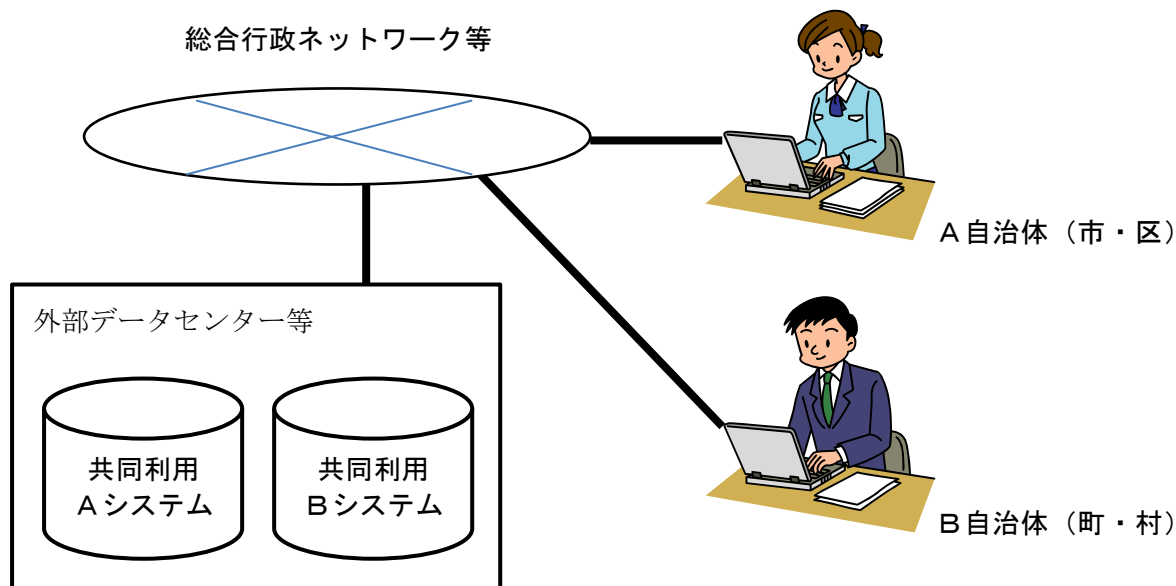 総合行政ネットワーク等
A自治体（市・区）
外部データセンター等
共同利用
Aシステム
共同利用
Bシステム
B自治体（町・村）